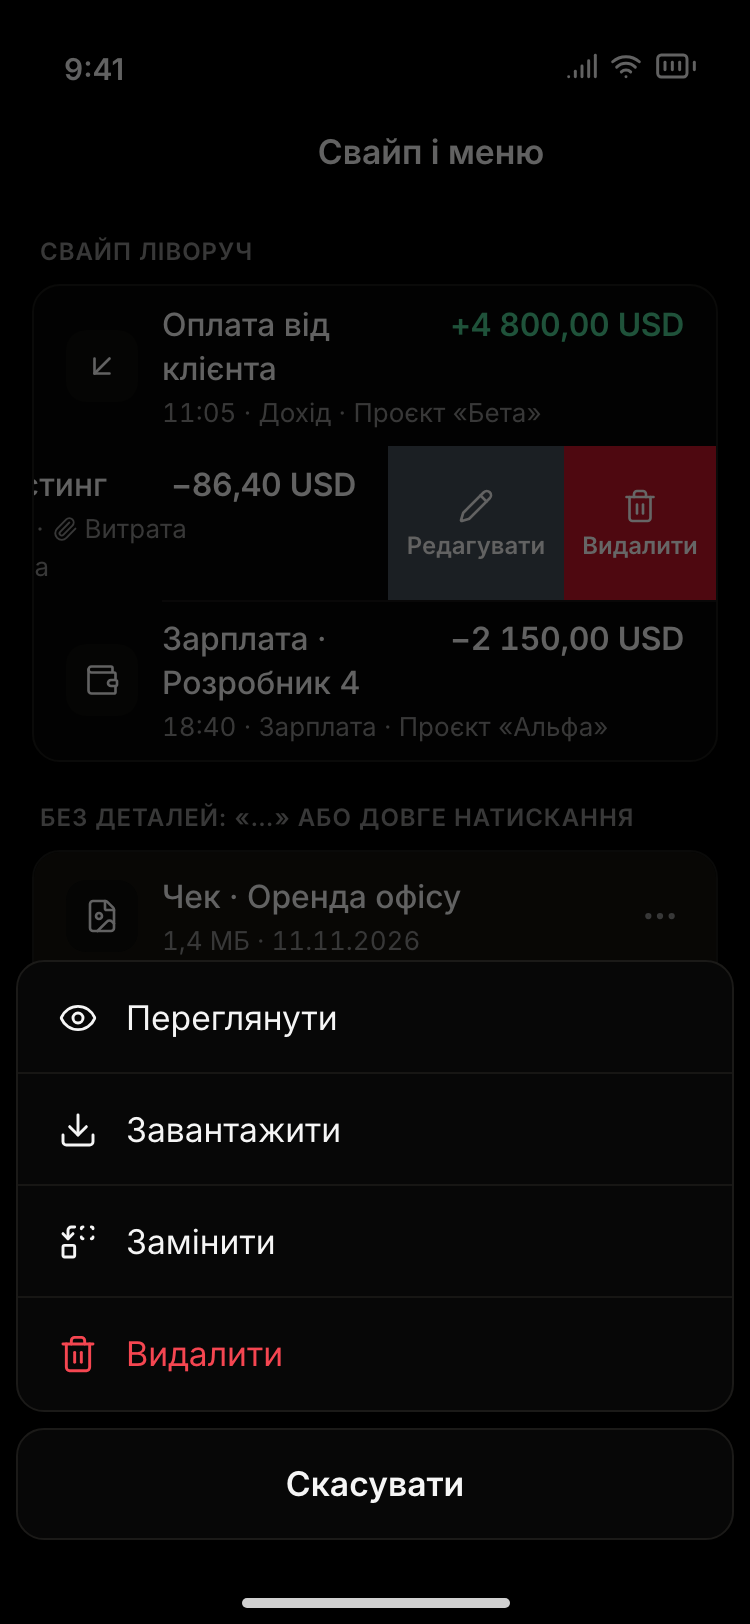 9:41
Свайп і меню
СВАЙП ЛІВОРУЧ
Оплата від +4 800,00 USD
клієнта
11:05 · Дохід · Проєкт «Бета»
стинг −86,40 USD
· Витрата
а
Редагувати Видалити
Зарплата · −2 150,00 USD
Розробник 4
18:40 · Зарплата · Проєкт «Альфа»
БЕЗ ДЕТАЛЕЙ: «...» АБО ДОВГЕ НАТИСКАННЯ
Чек · Оренда офісу
1,4 МБ · 11.11.2026
Переглянути
Завантажити
Замінити
Видалити
Скасувати